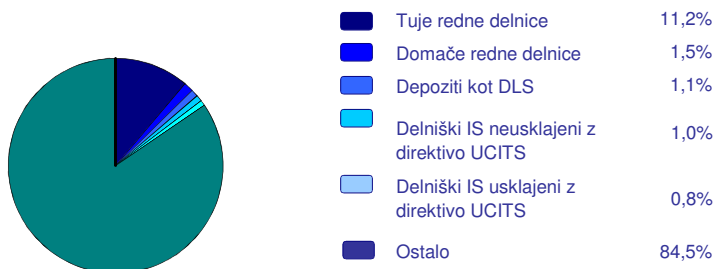 Tuje redne delnice 11,2%
Domače redne delnice 1,5%
Depoziti kot DLS 1,1%
Delniški IS neusklajeni z
direktivo UCITS 1,0%
Delniški IS usklajeni z
direktivo UCITS 0,8%
Ostalo 84,5%